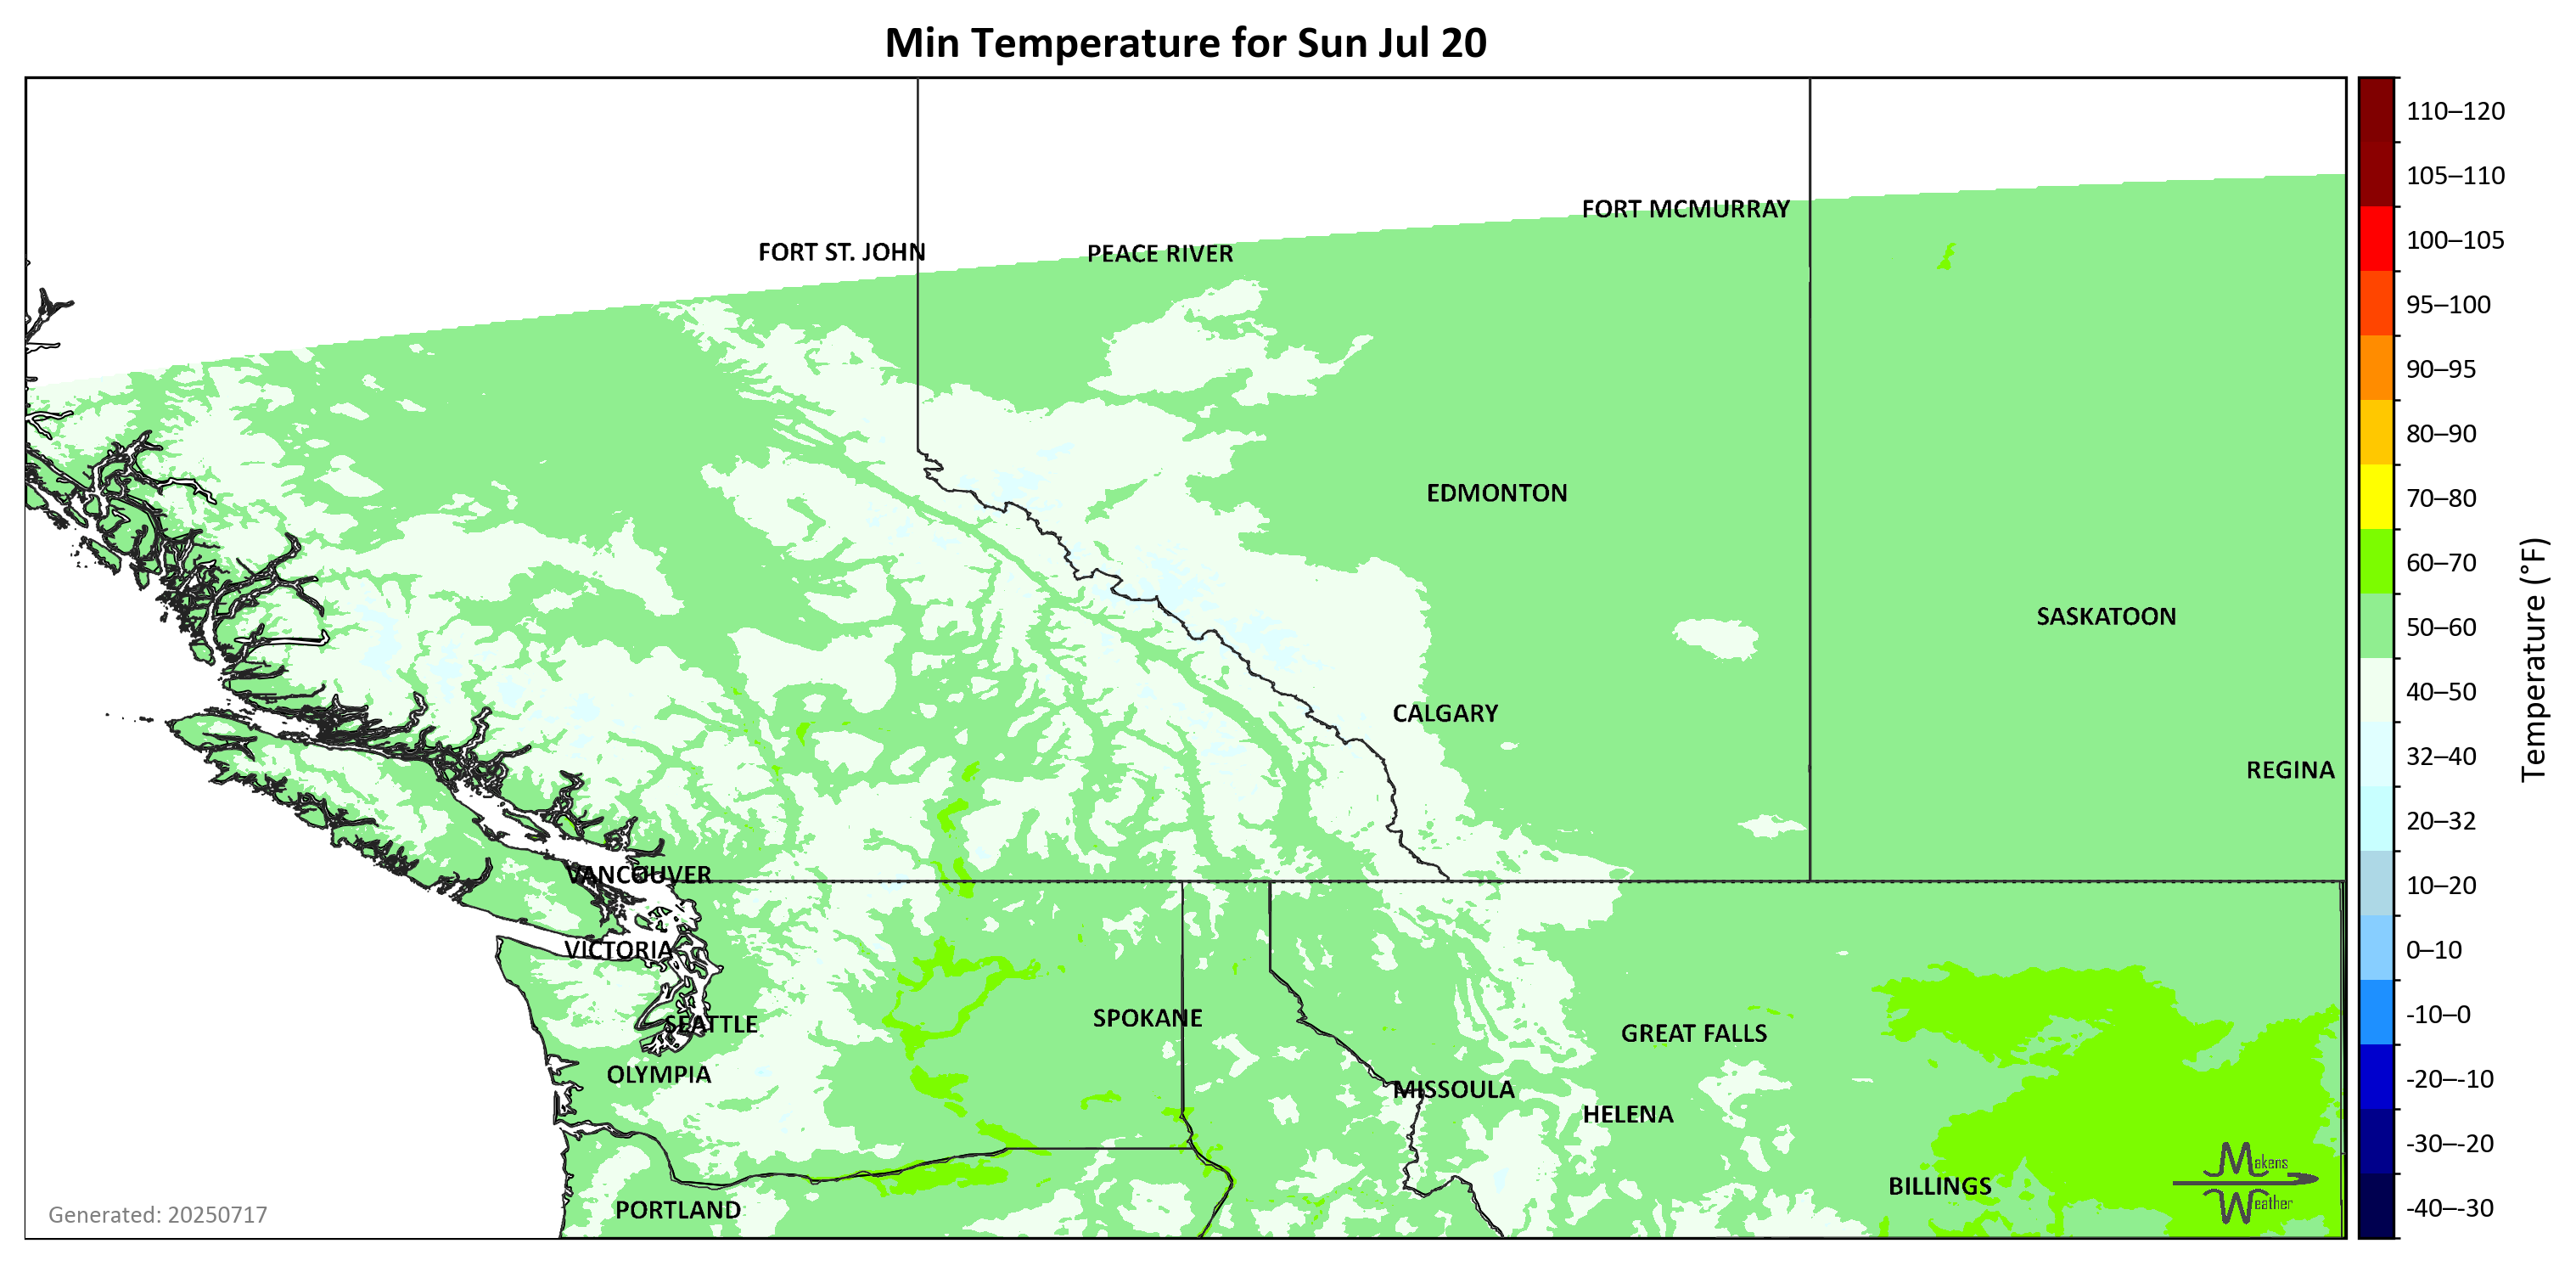 Min Temperature for Sun Jul 20
110–120
105–110
100–105
95–100
90–95
80–90
70–80
60–70
50–60
40–50
32–40
20–32
10–20
0–10
-10–0
-20–-10
-30–-20
-40–-30
Temperature (°F)
FORT MCMURRAY
FORT ST. JOHN
PEACE RIVER
EDMONTON
SASKATOON
CALGARY
REGINA
VANCOUVER
VICTORIA
SEATTLE
SPOKANE
GREAT FALLS
OLYMPIA
MISSOULA
HELENA
BILLINGS
PORTLAND
Makens
Weather
Generated: 20250717